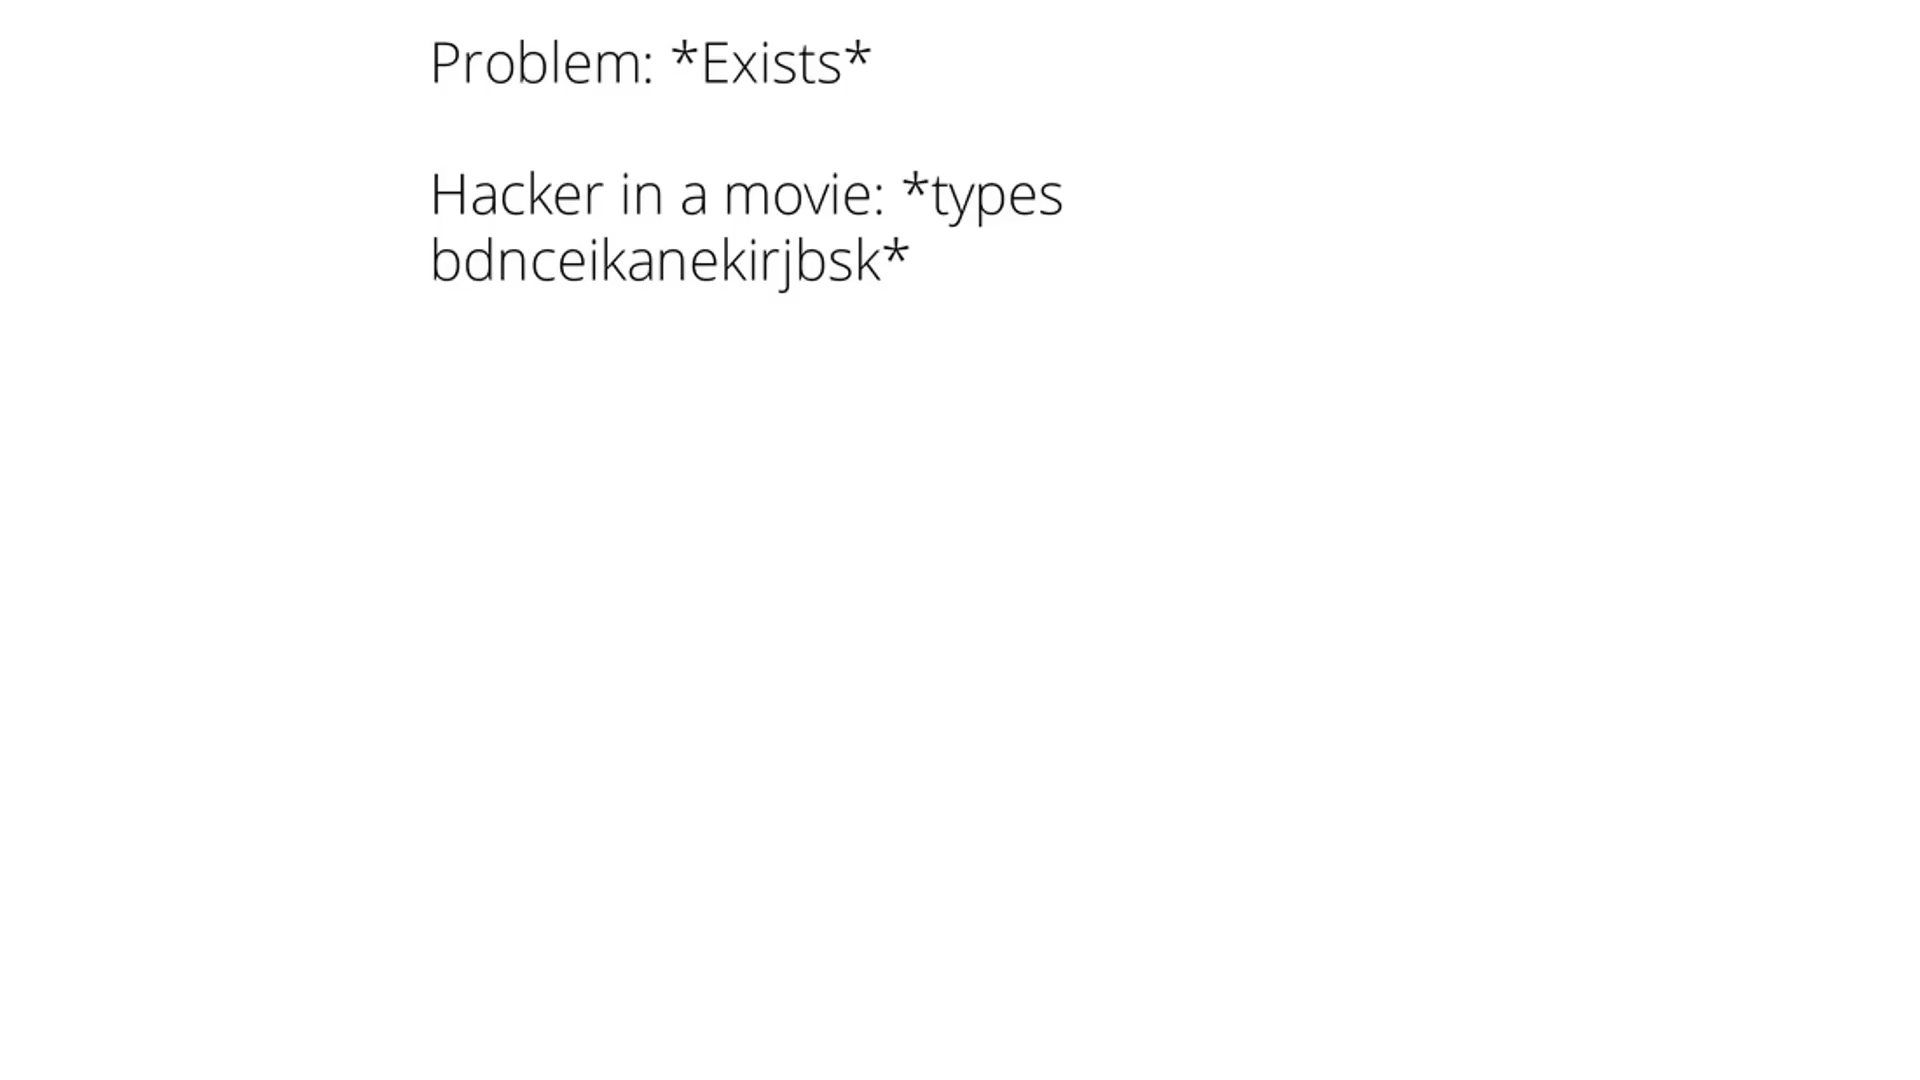 Problem: *Exists*
Hacker in a movie: *types
bdnceikanekirjbsk*